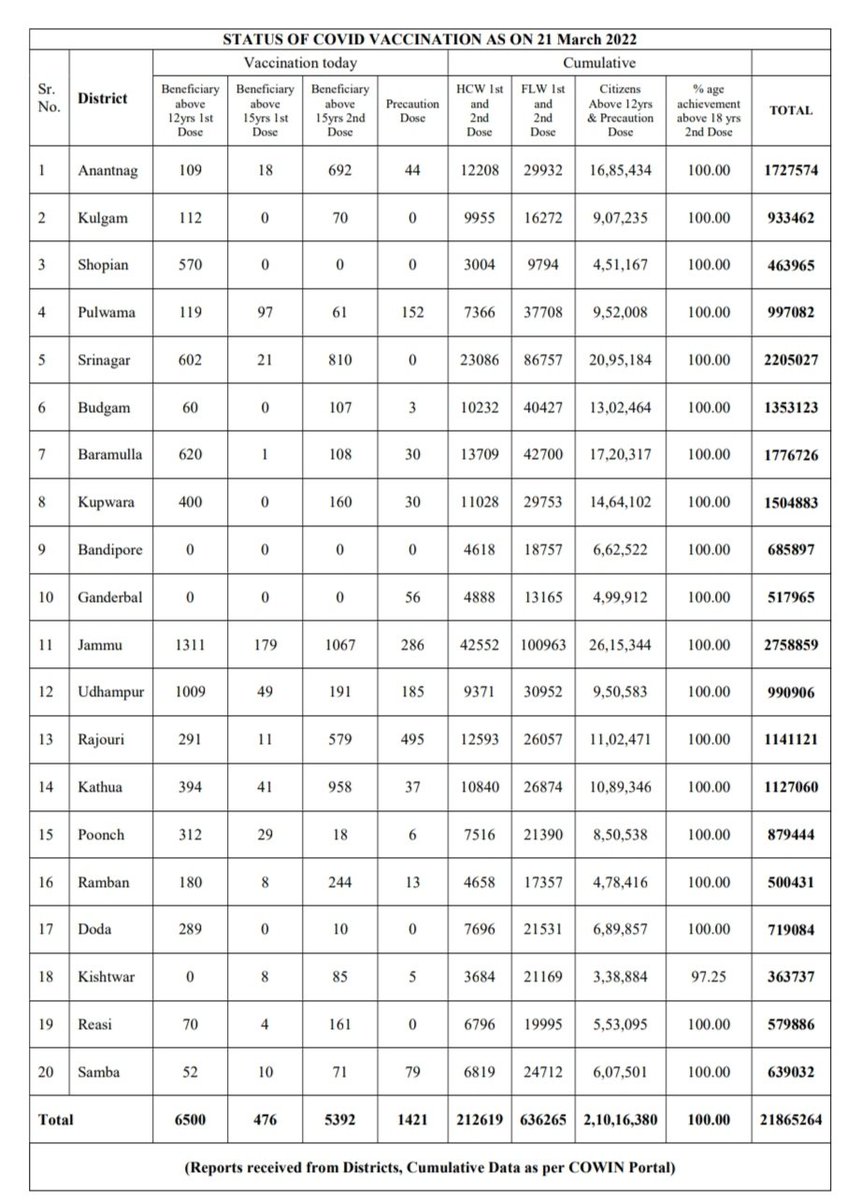 STATUS OF COVID VACCINATION AS ON 21 March 2022
Sr. No. District Vaccination today Cumulative
Beneficiary above 12yrs 1st Dose Beneficiary above 15yrs 1st Dose Beneficiary above 15yrs 2nd Dose Precaution Dose HCW 1st and 2nd Dose FLW 1st and 2nd Dose Citizens Above 12yrs & Precaution Dose % age achievement above 18 yrs 2nd Dose TOTAL
1 Anantnag 109 18 692 44 12208 29932 16,85,434 100.00 1727574
2 Kulgam 112 0 70 0 9955 16272 9,07,235 100.00 933462
3 Shopian 570 0 0 0 3004 9794 4,51,167 100.00 463965
4 Pulwama 119 97 61 152 7366 37708 9,52,008 100.00 997082
5 Srinagar 602 21 810 0 23086 86757 20,95,184 100.00 2205027
6 Budgam 60 0 107 3 10232 40427 13,02,464 100.00 1353123
7 Baramulla 620 1 108 30 13709 42700 17,20,317 100.00 1776726
8 Kupwara 400 0 160 30 11028 29753 14,64,102 100.00 1504883
9 Bandipore 0 0 0 0 4618 18757 6,62,522 100.00 685897
10 Ganderbal 0 0 0 56 4888 13165 4,99,912 100.00 517965
11 Jammu 1311 179 1067 286 42552 100963 26,15,344 100.00 2758859
12 Udhampur 1009 49 191 185 9371 30952 9,50,583 100.00 990906
13 Rajouri 291 11 579 495 12593 26057 11,02,471 100.00 1141121
14 Kathua 394 41 958 37 10840 26874 10,89,346 100.00 1127060
15 Poonch 312 29 18 6 7516 21390 8,50,538 100.00 879444
16 Ramban 180 8 244 13 4658 17357 4,78,416 100.00 500431
17 Doda 289 0 10 0 7696 21531 6,89,857 100.00 719084
18 Kishtwar 0 8 85 5 3684 21169 3,38,884 97.25 363737
19 Reasi 70 4 161 0 6796 19995 5,53,095 100.00 579886
20 Samba 52 10 71 79 6819 24712 6,07,501 100.00 639032
Total 6500 476 5392 1421 212619 636265 2,10,16,380 100.00 21865264
(Reports received from Districts, Cumulative Data as per COWIN Portal)